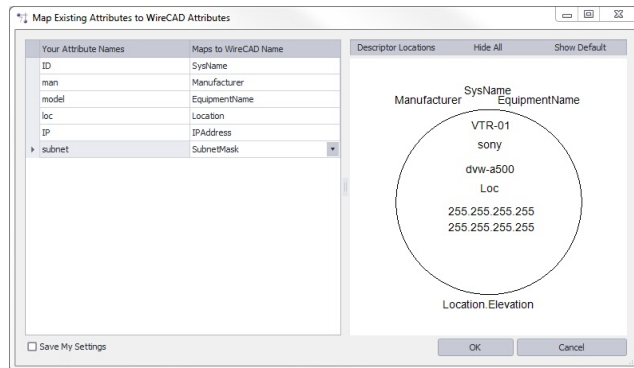 Map Existing Attributes to WireCAD Attributes
Your Attribute Names Maps to WireCAD Name
ID SysName
man Manufacturer
model EquipmentName
loc Location
IP IPAddress
subnet SubnetMask
Save My Settings
Descriptor Locations Hide All Show Default
SysName
Manufacturer EquipmentName
VTR-01
sony
dvw-a500
Loc
255.255.255.255
255.255.255.255
Location.Elevation
OK Cancel